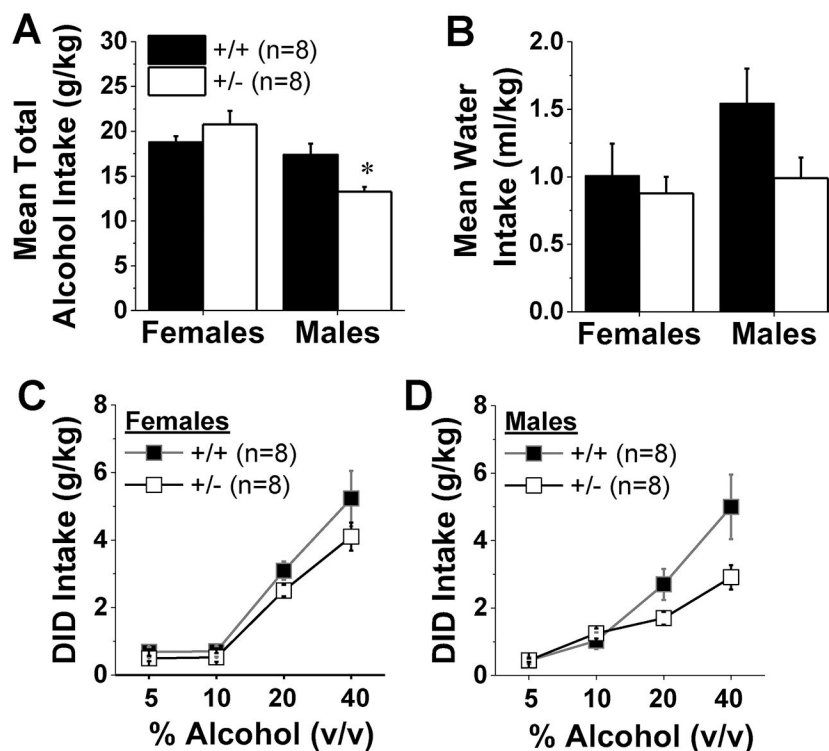 A
Mean Total
Alcohol Intake (g/kg)
35
30
25
20
15
10
5
0
+/+ (n=8)
+/- (n=8)
*
Females
Males
B
Mean Water
Intake (ml/kg)
2.0
1.5
1.0
0.5
0.0
Females
Males
C
DID Intake (g/kg)
8
6
4
2
0
Females
+/+ (n=8)
+/- (n=8)
5 10 20 40
% Alcohol (v/v)
D
DID Intake (g/kg)
8
6
4
2
0
Males
+/+ (n=8)
+/- (n=8)
5 10 20 40
% Alcohol (v/v)